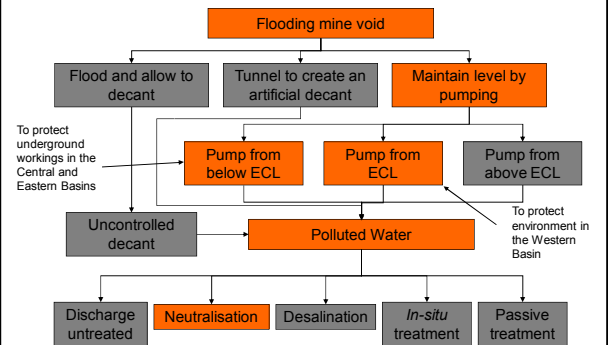 Flooding mine void
Flood and allow to
decant
Tunnel to create an
artificial decant
Maintain level by
pumping
To protect
underground
workings in the
Central and
Eastern Basins
Pump from
below ECL
Pump from
ECL
Pump from
above ECL
Uncontrolled
decant
Polluted Water
To protect
environment in
the Western
Basin
Discharge
untreated
Neutralisation
Desalination
In-situ
treatment
Passive
treatment